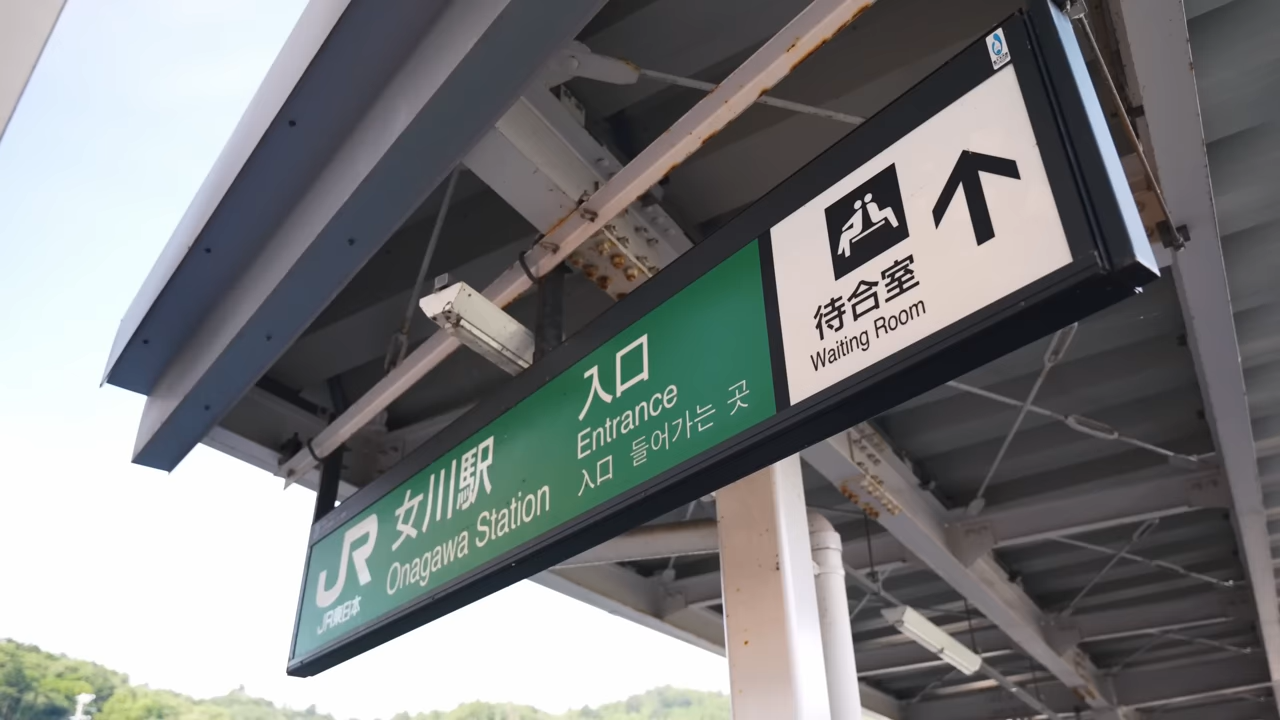 JR
JR東日本
女川駅
Onagawa Station
入口
Entrance
入口 들어가는 곳
待合室
Waiting Room